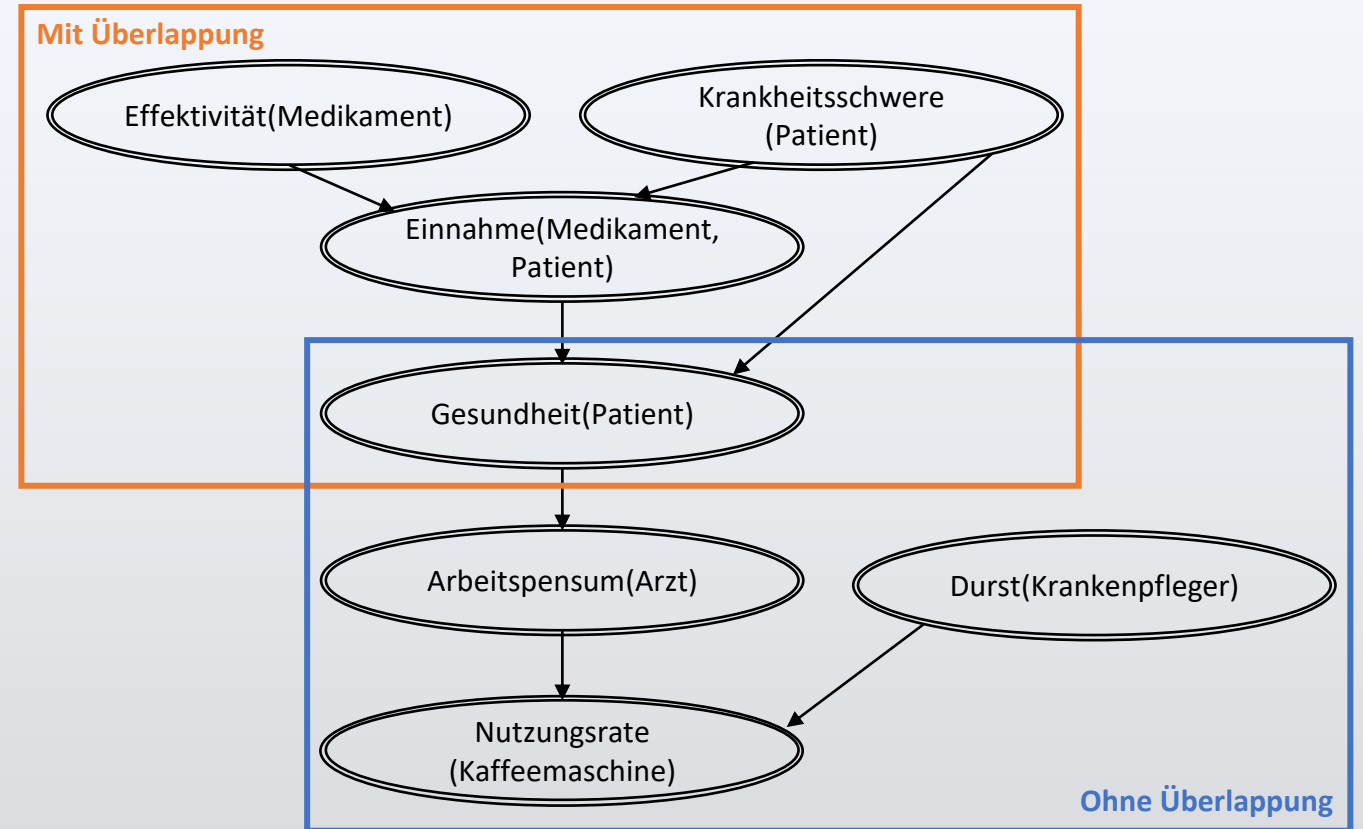 Mit Überlappung
Effektivität(Medikament)
Krankheitsschwere
(Patient)
Einnahme(Medikament,
Patient)
Gesundheit(Patient)
Arbeitspensum(Arzt)
Durst(Krankenpfleger)
Nutzungsrate
(Kaffeemaschine)
Ohne Überlappung